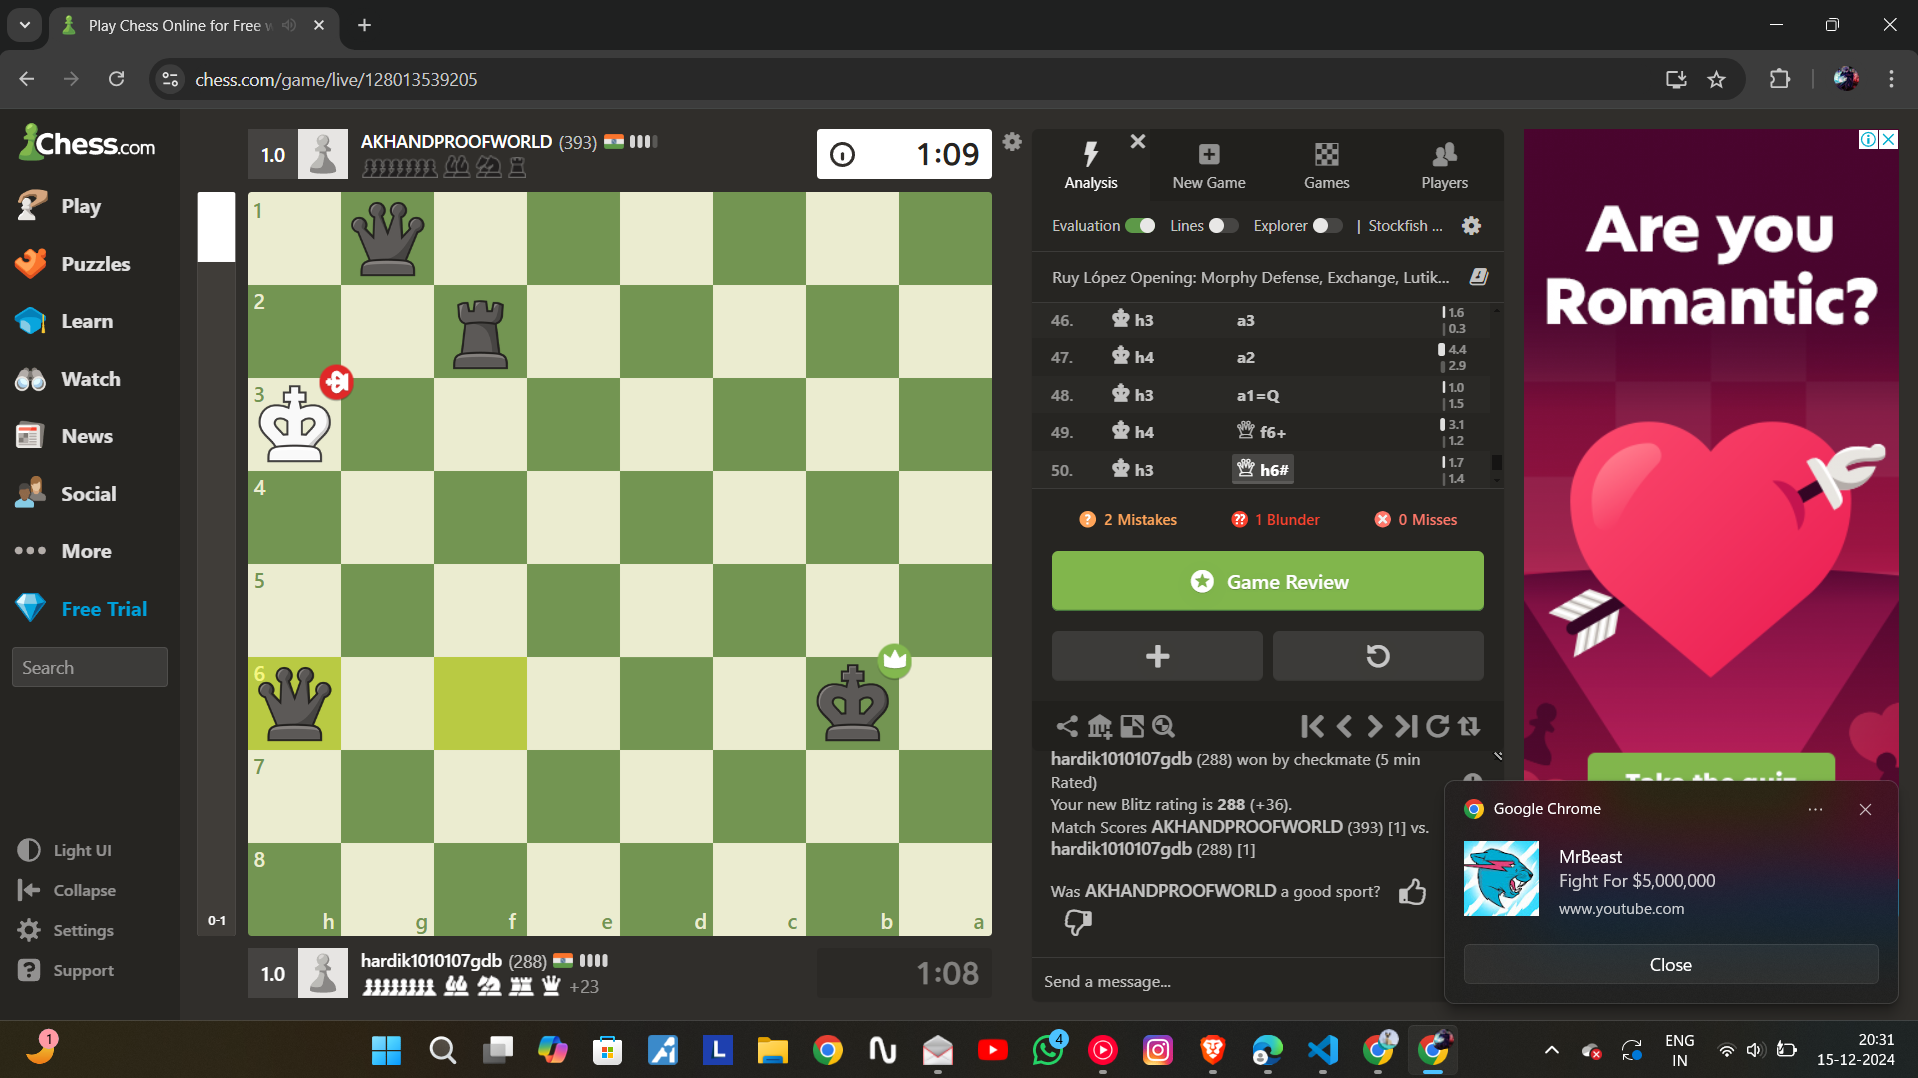 Play Chess Online for Free w
chess.com/game/live/128013539205
Chess.com
Play
Puzzles
Learn
Watch
News
Social
More
Free Trial
Search
Light UI
Collapse
Settings
Support
1.0
AKHANDPROOFWORLD (393)
1:09
1
2
3
4
5
6
7
8
h g f e d c b a
0-1
1.0
hardik1010107gdb (288)
+23
1:08
Analysis
New Game
Games
Players
Evaluation Lines Explorer | Stockfish ...
Ruy López Opening: Morphy Defense, Exchange, Lutik...
46. h3 a3 1.6 0.3
47. h4 a2 4.4 2.9
48. h3 a1=Q 1.0 1.5
49. h4 f6+ 3.1 1.2
50. h3 h6# 1.7 1.4
2 Mistakes
1 Blunder
0 Misses
Game Review
hardik1010107gdb (288) won by checkmate (5 min
Rated)
Your new Blitz rating is 288 (+36).
Match Scores AKHANDPROOFWORLD (393) [1] vs.
hardik1010107gdb (288) [1]
Was AKHANDPROOFWORLD a good sport?
Send a message...
Are you
Romantic?
Take the quiz
Google Chrome
MrBeast
Fight For $5,000,000
www.youtube.com
Close
1
L
4
ENG
IN
20:31
15-12-2024